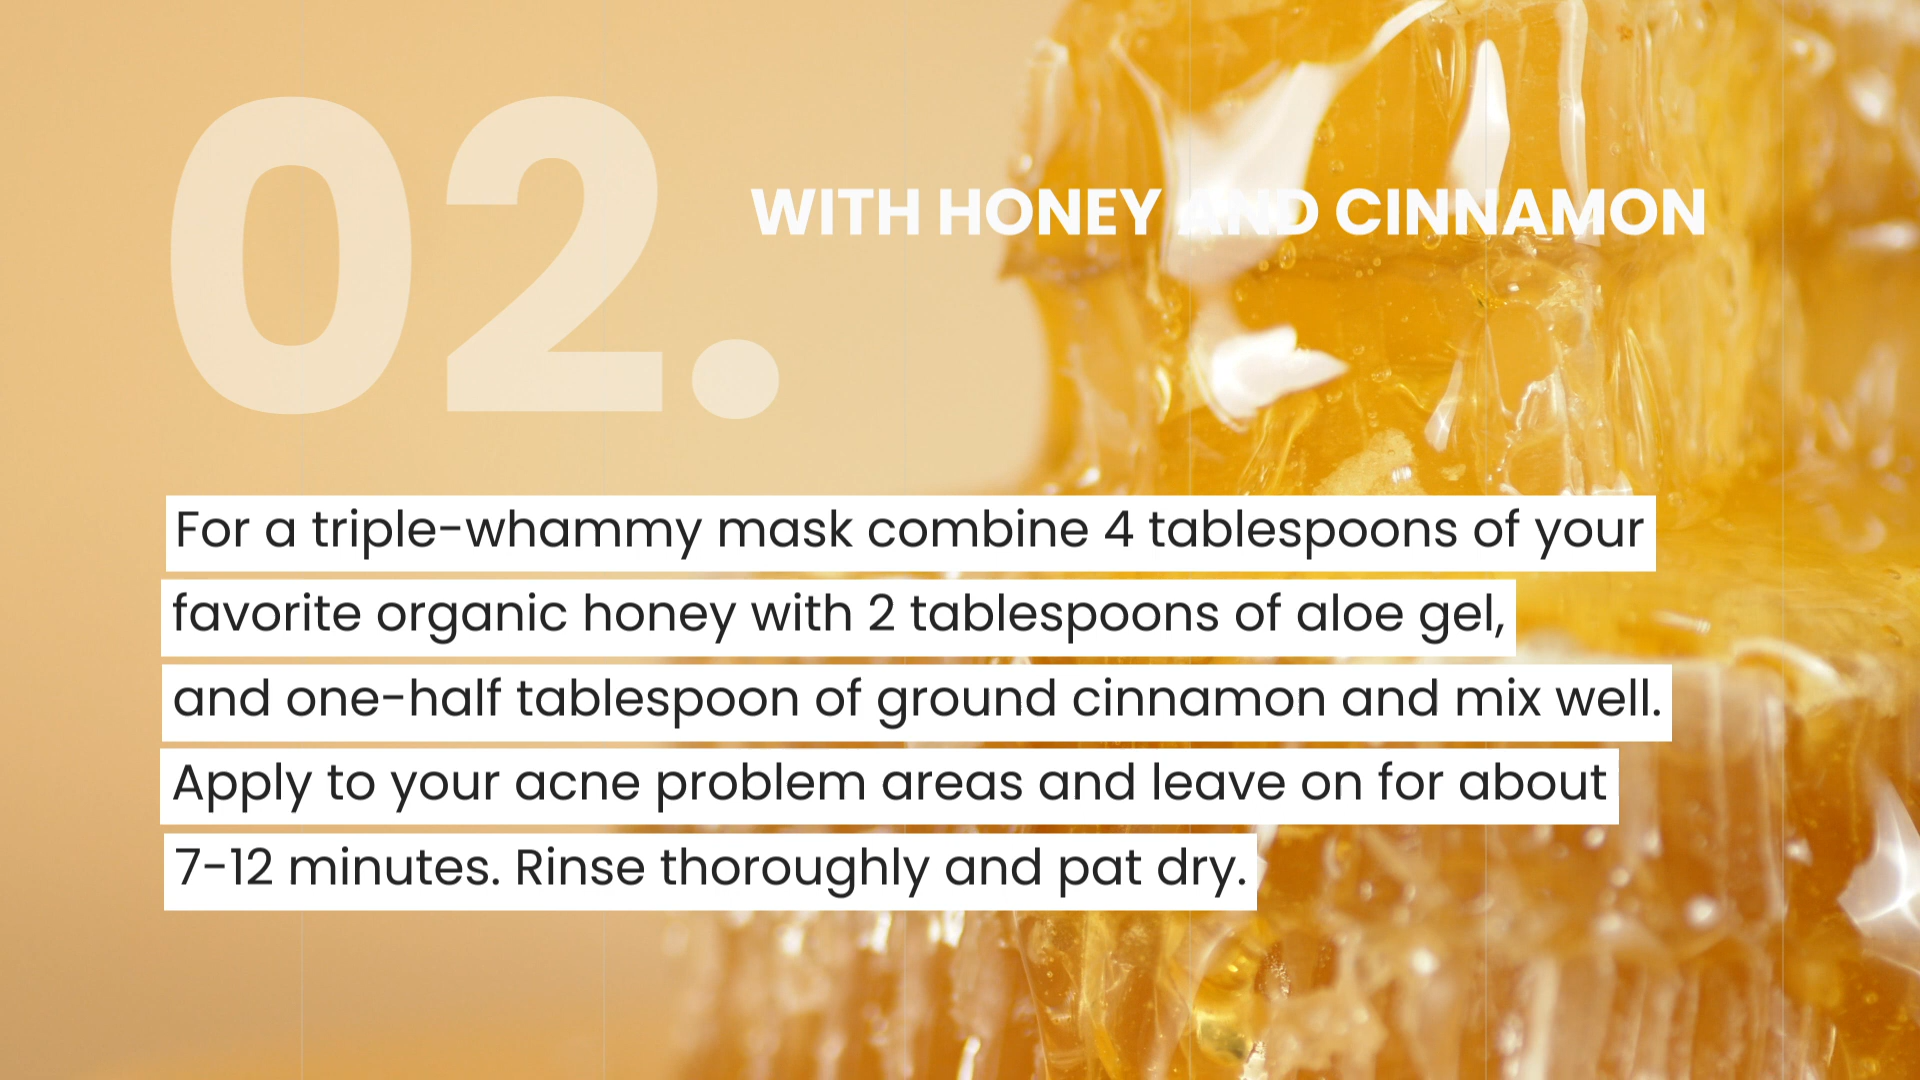 02.
WITH HONEY AND CINNAMON
For a triple-whammy mask combine 4 tablespoons of your
favorite organic honey with 2 tablespoons of aloe gel,
and one-half tablespoon of ground cinnamon and mix well.
Apply to your acne problem areas and leave on for about
7-12 minutes. Rinse thoroughly and pat dry.